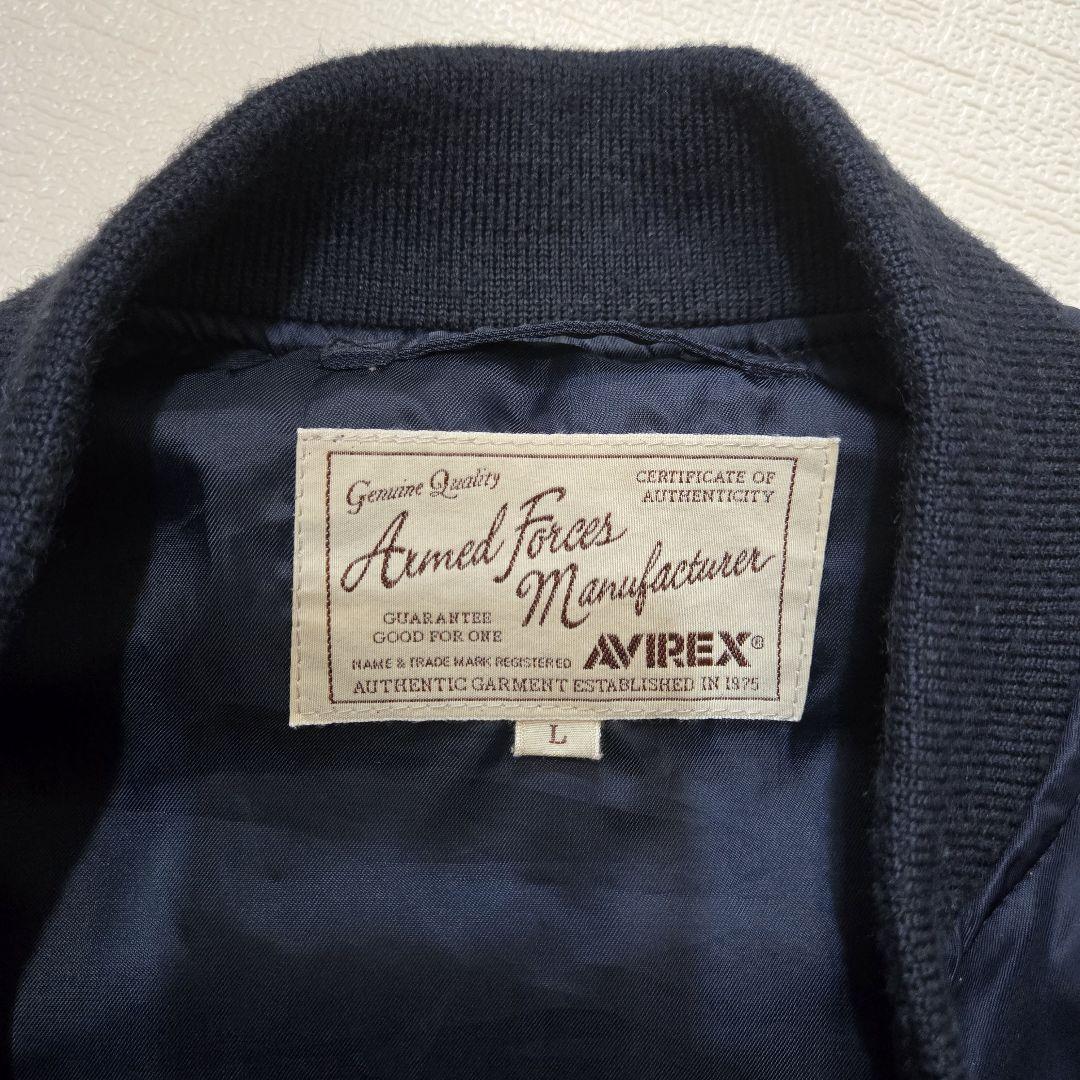 Genuine Quality
CERTIFICATE OF
AUTHENTICITY
Armed Forces
Manufacturer
GUARANTEE
GOOD FOR ONE
NAME & TRADE MARK REGISTERED
AVIREX®
AUTHENTIC GARMENT ESTABLISHED IN 1975
L